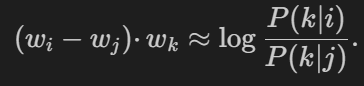 (w_i − w_j) · w_k ≈ log P(k|i) / P(k|j).